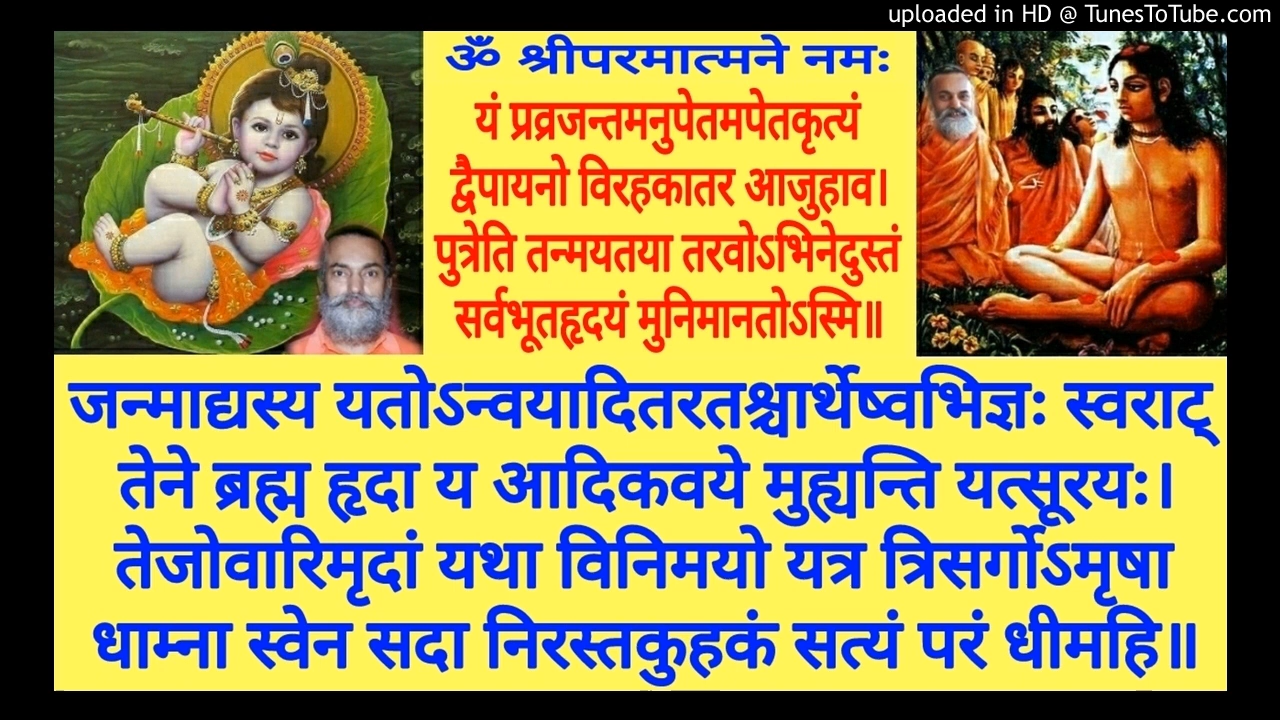 uploaded in HD @ TunesToTube.com
ॐ श्रीपरमात्मने नमः
यं प्रव्रजन्तमनुपेतमपेतकृत्यं
द्वैपायनो विरहकातर आजुहाव।
पुत्रेति तन्मयतया तरवोऽभिनेदुस्तं
सर्वभूतहृदयं मुनिमानतोऽस्मि॥
जन्माद्यस्य यतोऽन्वयादितरतश्चार्थेष्वभिज्ञः स्वराट्
तेने ब्रह्म हृदा य आदिकवये मुह्यन्ति यत्सूरयः।
तेजोवारिमृदां यथा विनिमयो यत्र त्रिसर्गोऽमृषा
धाम्ना स्वेन सदा निरस्तकुहकं सत्यं परं धीमहि॥